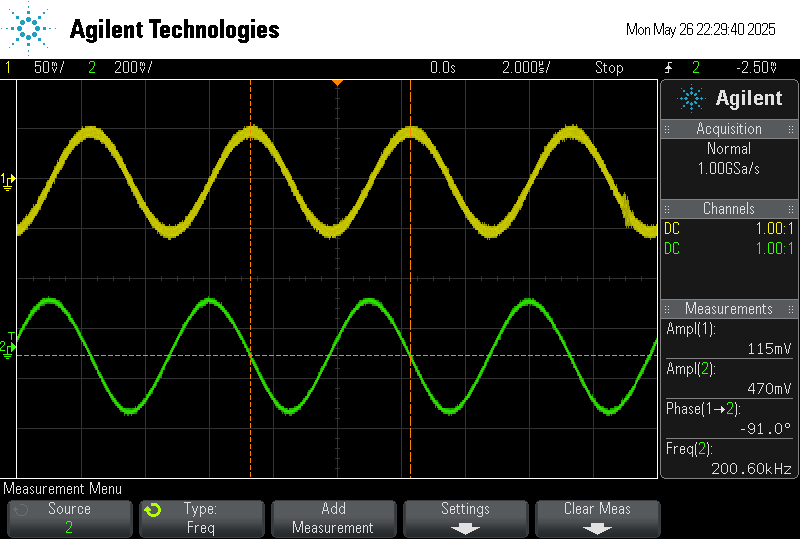 Agilent Technologies
Mon May 26 22:29:40 2025
1 50mV/ 2 200mV/ 0.0s 2.000us/ Stop 2 -2.50mV
Agilent
Acquisition
Normal
1.00GSa/s
Channels
DC 1.00:1
DC 1.00:1
Measurements
Ampl(1):
115mV
Ampl(2):
470mV
Phase(1→2):
-91.0°
Freq(2):
200.60kHz
1
T
2
Measurement Menu
Source
2
Type:
Freq
Add
Measurement
Settings
Clear Meas